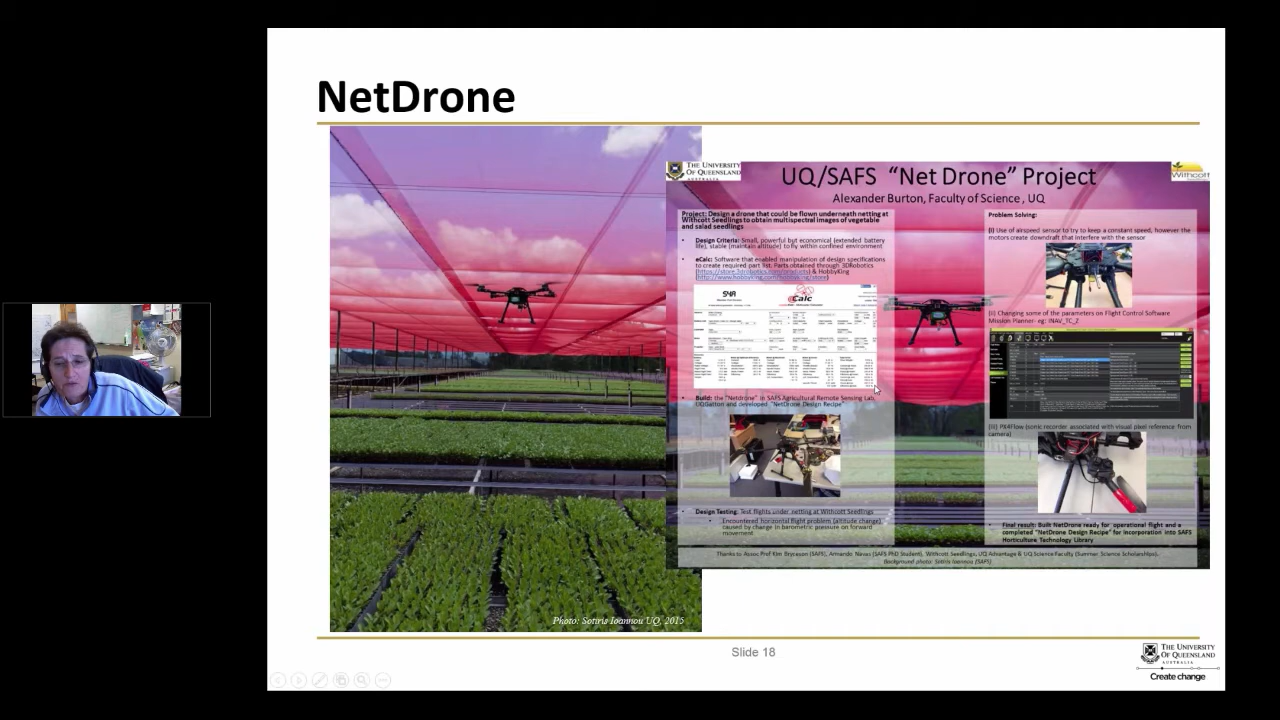 NetDrone
THE UNIVERSITY
OF QUEENSLAND
AUSTRALIA
UQ/SAFS “Net Drone” Project
Alexander Burton, Faculty of Science , UQ
Withcott
Project: Design a drone that could be flown underneath netting at
Withcott Seedlings to obtain multispectral images of vegetable
and salad seedlings
• Design Criteria: Small, powerful but economical (extended battery
life), stable (maintain altitude) to fly within confined environment
• eCalc: Software that enabled manipulation of design specifications
to create required part list. Parts obtained through 3DRobotics
(https://store.3drobotics.com/products) & HobbyKing
(http://www.hobbyking.com/hobbyking/store)
eCalc
• Build: the "Netdrone" in SAFS Agricultural Remote Sensing Lab,
UQGatton and developed "NetDrone Design Recipe"
• Design Testing: Test flights under netting at Withcott Seedlings
• Encountered horizontal flight problem (altitude change)
caused by change in barometric pressure on forward
movement
Problem Solving:
(i) Use of airspeed sensor to try to keep a constant speed, however the
motors create downdraft that interfere with the sensor
(ii) Changing some of the parameters on Flight Control Software
Mission Planner- eg: INAV_TC_Z
(iii) PX4Flow (sonic recorder associated with visual pixel reference from
camera)
• Final result: Built NetDrone ready for operational flight and a
completed "NetDrone Design Recipe" for incorporation into SAFS
Horticulture Technology Library
Thanks to Assoc Prof Kim Bryceson (SAFS), Armando Navas (SAFS PhD Student), Withcott Seedlings, UQ Advantage & UQ Science Faculty (Summer Science Scholarships).
Background photo: Sotiris Ioannou (SAFS)
Photo: Sotiris Ioannou UQ, 2015
Slide 18
THE UNIVERSITY
OF QUEENSLAND
AUSTRALIA
Create change